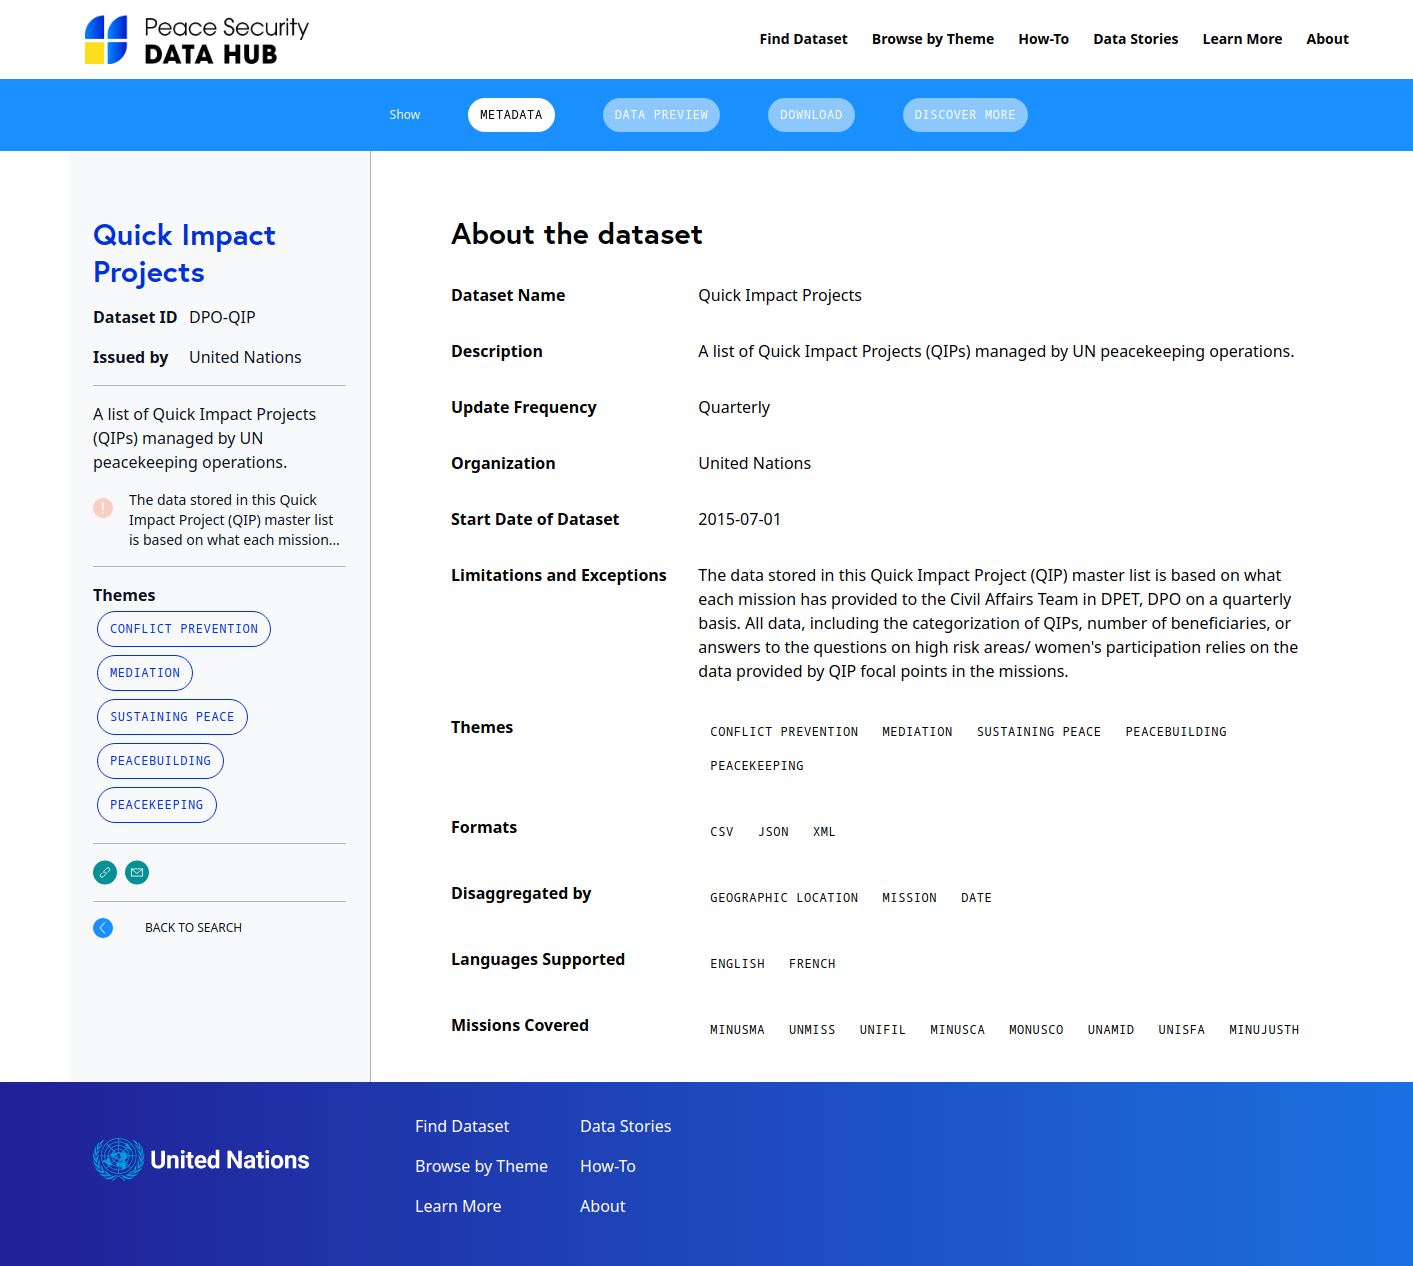 Peace Security
DATA HUB
Find Dataset Browse by Theme How-To Data Stories Learn More About
Show METADATA DATA PREVIEW DOWNLOAD DISCOVER MORE
Quick Impact
Projects
Dataset ID DPO-QIP
Issued by United Nations
A list of Quick Impact Projects
(QIPs) managed by UN
peacekeeping operations.
The data stored in this Quick
Impact Project (QIP) master list
is based on what each mission...
Themes
CONFLICT PREVENTION
MEDIATION
SUSTAINING PEACE
PEACEBUILDING
PEACEKEEPING
BACK TO SEARCH
About the dataset
Dataset Name Quick Impact Projects
Description A list of Quick Impact Projects (QIPs) managed by UN peacekeeping operations.
Update Frequency Quarterly
Organization United Nations
Start Date of Dataset 2015-07-01
Limitations and Exceptions The data stored in this Quick Impact Project (QIP) master list is based on what
each mission has provided to the Civil Affairs Team in DPET, DPO on a quarterly
basis. All data, including the categorization of QIPs, number of beneficiaries, or
answers to the questions on high risk areas/ women's participation relies on the
data provided by QIP focal points in the missions.
Themes CONFLICT PREVENTION MEDIATION SUSTAINING PEACE PEACEBUILDING
PEACEKEEPING
Formats CSV JSON XML
Disaggregated by GEOGRAPHIC LOCATION MISSION DATE
Languages Supported ENGLISH FRENCH
Missions Covered MINUSMA UNMISS UNIFIL MINUSCA MONUSCO UNAMID UNISFA MINUJUSTH
United Nations
Find Dataset Data Stories
Browse by Theme How-To
Learn More About